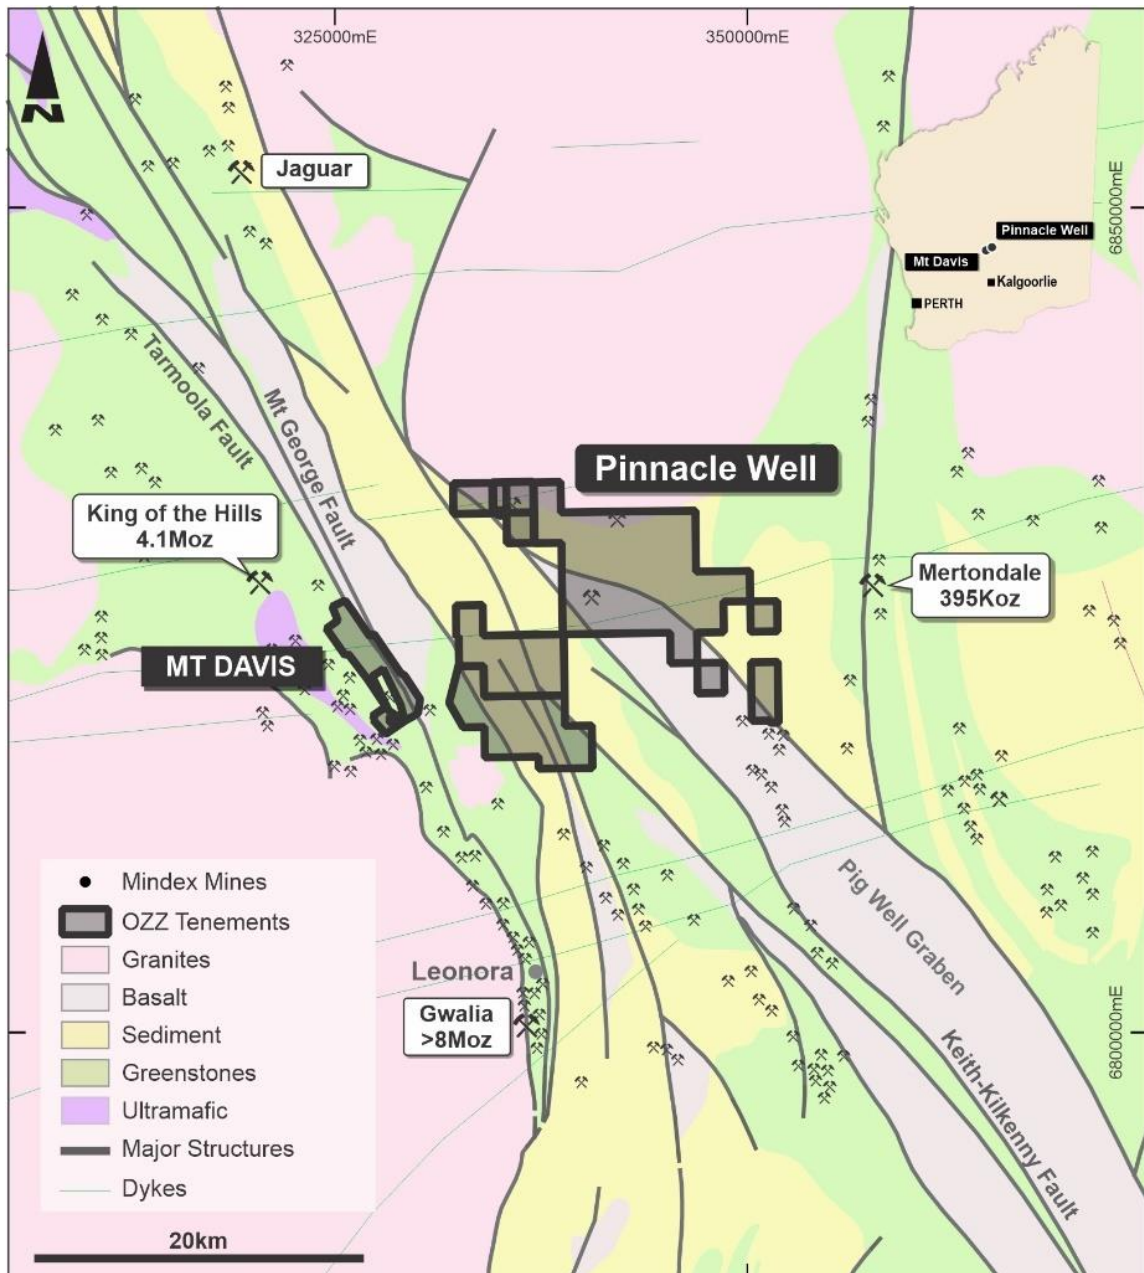 325000mE
350000mE
N
Jaguar
6850000mE
Pinnacle Well
Mt Davis
Kalgoorlie
PERTH
Tarmoola Fault
Mt George Fault
Pinnacle Well
King of the Hills
4.1Moz
Mertondale
395Koz
MT DAVIS
Mindex Mines
OZZ Tenements
Granites
Basalt
Sediment
Greenstones
Ultramafic
Major Structures
Dykes
20km
Leonora
Gwalia
>8Moz
Pig Well Graben
Keith-Kilkenny Fault
6800000mE